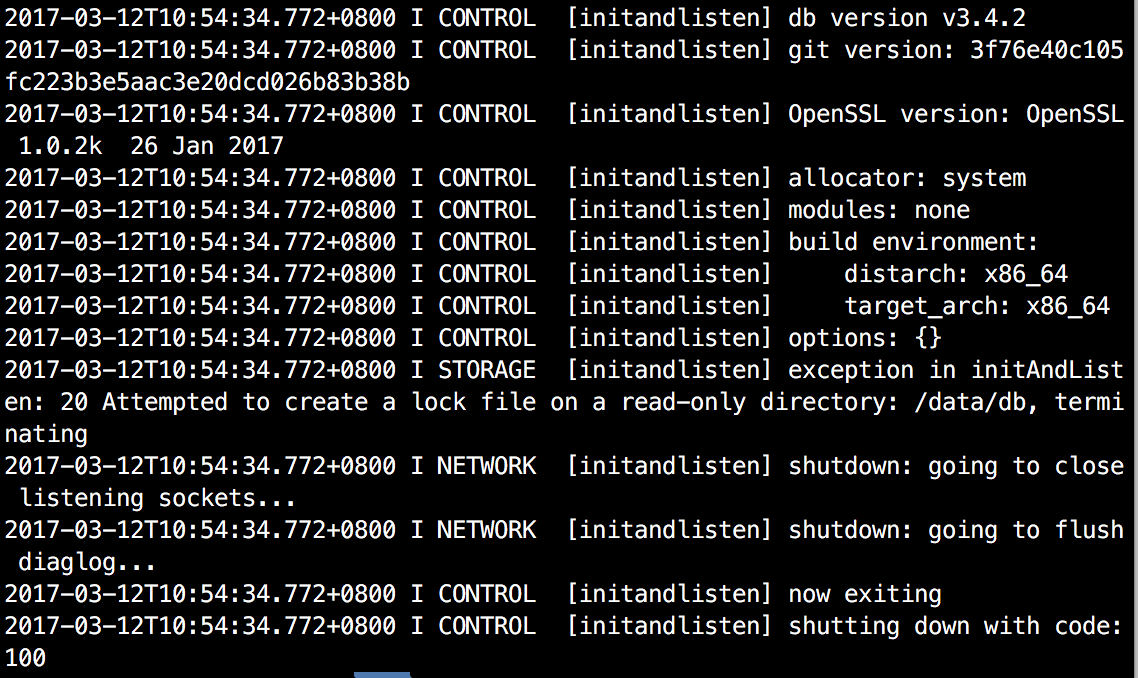 2017-03-12T10:54:34.772+0800 I CONTROL  [initandlisten] db version v3.4.2
2017-03-12T10:54:34.772+0800 I CONTROL  [initandlisten] git version: 3f76e40c105
fc223b3e5aac3e20dcd026b83b38b
2017-03-12T10:54:34.772+0800 I CONTROL  [initandlisten] OpenSSL version: OpenSSL
 1.0.2k  26 Jan 2017
2017-03-12T10:54:34.772+0800 I CONTROL  [initandlisten] allocator: system
2017-03-12T10:54:34.772+0800 I CONTROL  [initandlisten] modules: none
2017-03-12T10:54:34.772+0800 I CONTROL  [initandlisten] build environment:
2017-03-12T10:54:34.772+0800 I CONTROL  [initandlisten]     distarch: x86_64
2017-03-12T10:54:34.772+0800 I CONTROL  [initandlisten]     target_arch: x86_64
2017-03-12T10:54:34.772+0800 I CONTROL  [initandlisten] options: {}
2017-03-12T10:54:34.772+0800 I STORAGE  [initandlisten] exception in initAndList
en: 20 Attempted to create a lock file on a read-only directory: /data/db, termi
nating
2017-03-12T10:54:34.772+0800 I NETWORK  [initandlisten] shutdown: going to close
 listening sockets...
2017-03-12T10:54:34.772+0800 I NETWORK  [initandlisten] shutdown: going to flush
 diaglog...
2017-03-12T10:54:34.772+0800 I CONTROL  [initandlisten] now exiting
2017-03-12T10:54:34.772+0800 I CONTROL  [initandlisten] shutting down with code:
100